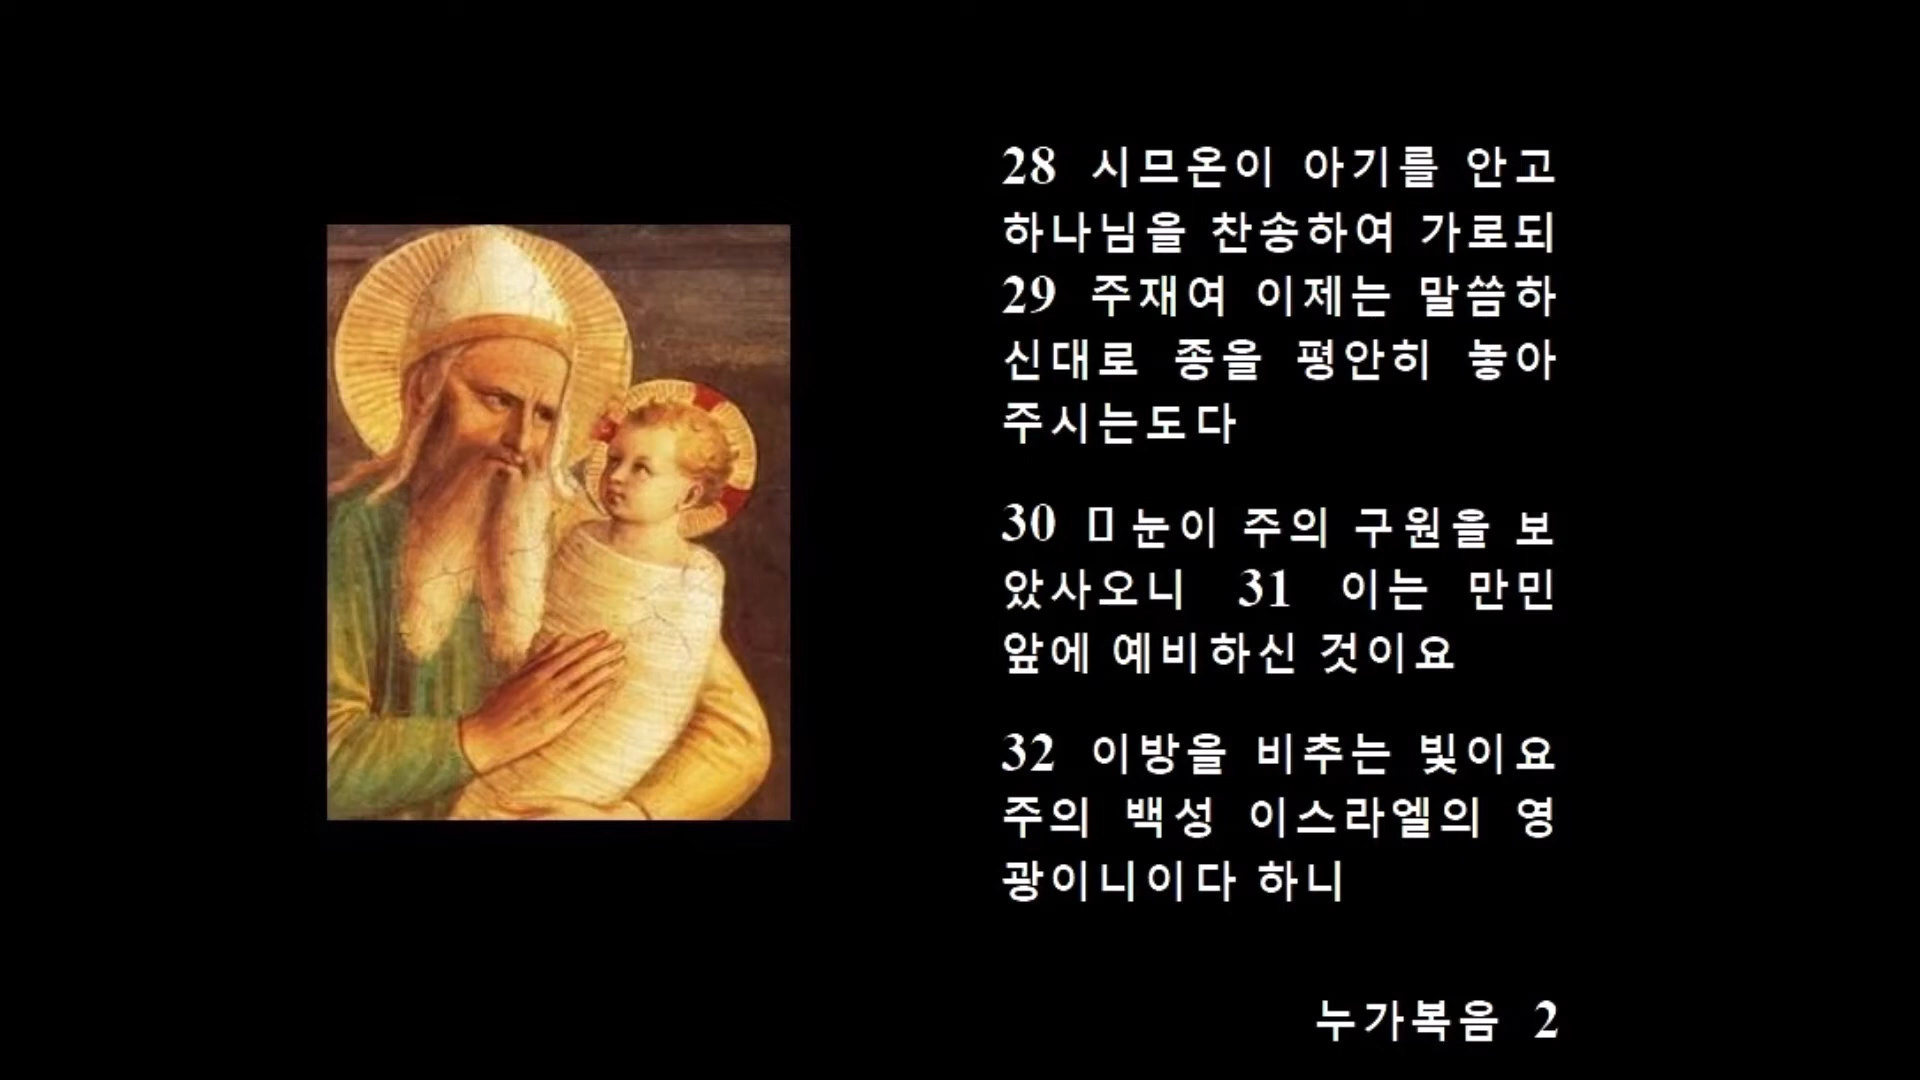 28 시므온이 아기를 안고
하나님을 찬송하여 가로되
29 주재여 이제는 말씀하
신대로 종을 평안히 놓아
주시는도다
30 눈이 주의 구원을 보
았사오니 31 이는 만민
앞에 예비하신 것이요
32 이방을 비추는 빛이요
주의 백성 이스라엘의 영
광이니이다 하니
누가복음 2